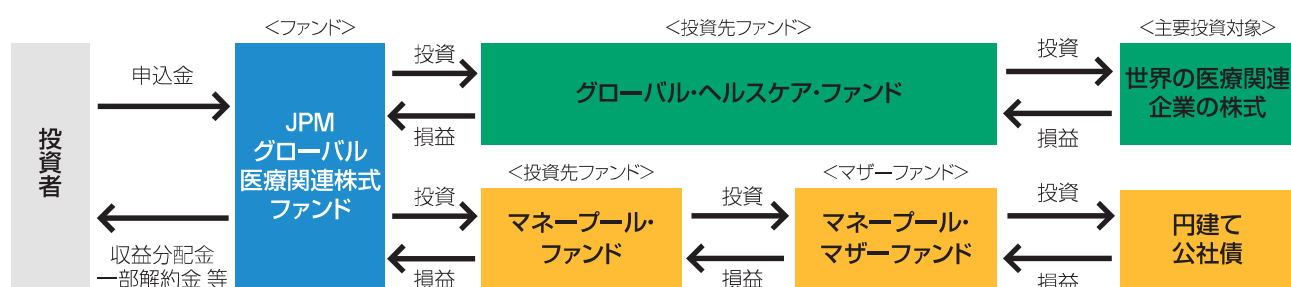 <ファンド>
<投資先ファンド>
<主要投資対象>
投資者
申込金
収益分配金
一部解約金 等
JPM
グローバル
医療関連株式
ファンド
投資
損益
グローバル・ヘルスケア・ファンド
投資
損益
世界の医療関連
企業の株式
<投資先ファンド>
<マザーファンド>
投資
損益
マネープール・
ファンド
投資
損益
マネープール・
マザーファンド
投資
損益
円建て
公社債